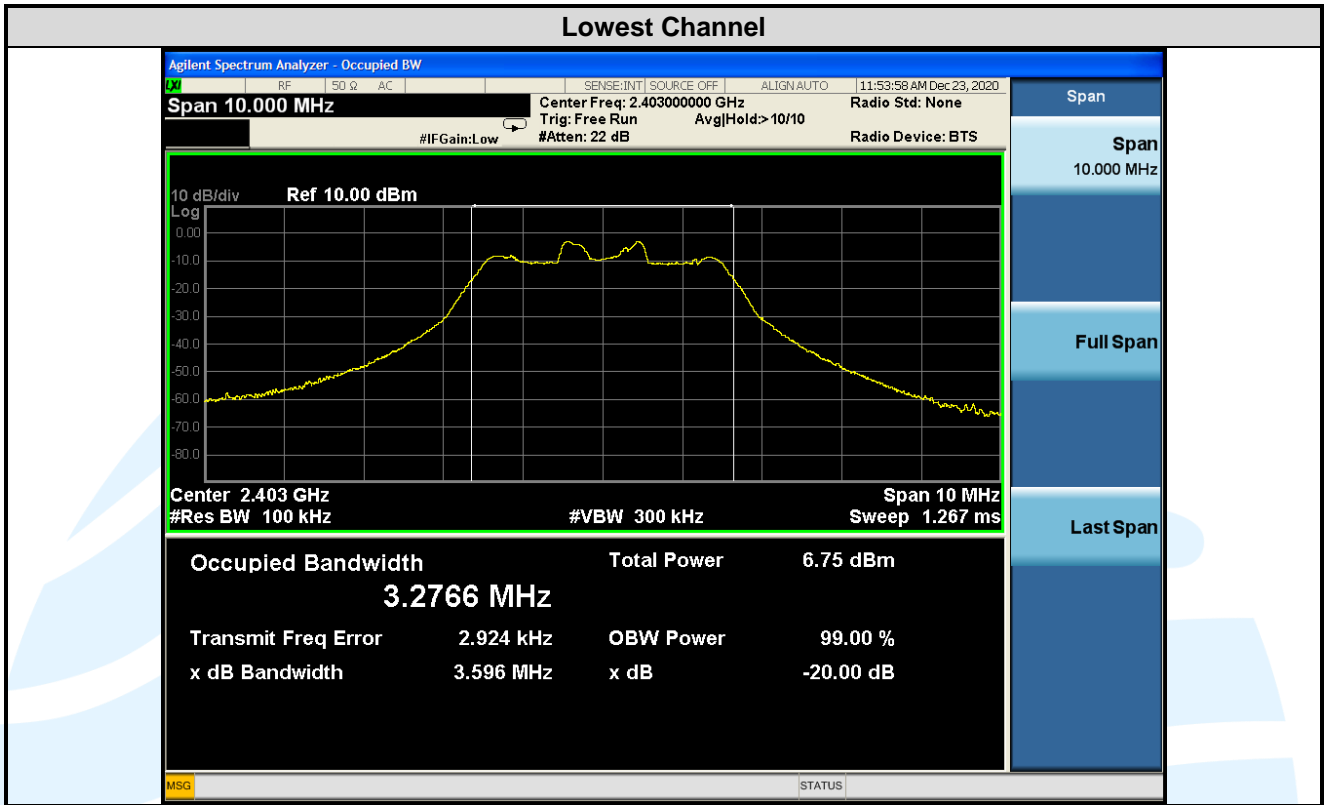 Lowest Channel
Agilent Spectrum Analyzer - Occupied BW
LXI RF 50 Ω AC SENSE:INT SOURCE OFF ALIGN AUTO 11:53:58 AM Dec 23, 2020
Span 10.000 MHz Center Freq: 2.403000000 GHz Radio Std: None
Trig: Free Run Avg|Hold:> 10/10
#IFGain:Low #Atten: 22 dB Radio Device: BTS
Span
Span
10.000 MHz
Full Span
Last Span
10 dB/div Ref 10.00 dBm
Log
0.00
-10.0
-20.0
-30.0
-40.0
-50.0
-60.0
-70.0
-80.0
Center 2.403 GHz Span 10 MHz
#Res BW 100 kHz #VBW 300 kHz Sweep 1.267 ms
Occupied Bandwidth Total Power 6.75 dBm
3.2766 MHz
Transmit Freq Error 2.924 kHz OBW Power 99.00 %
x dB Bandwidth 3.596 MHz x dB -20.00 dB
MSG STATUS